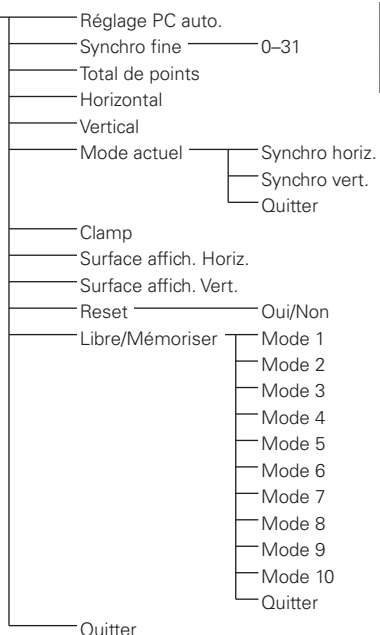 Réglage PC auto.
Synchro fine 0–31
Total de points
Horizontal
Vertical
Mode actuel Synchro horiz.
Synchro vert.
Quitter
Clamp
Surface affich. Horiz.
Surface affich. Vert.
Reset Oui/Non
Libre/Mémoriser Mode 1
Mode 2
Mode 3
Mode 4
Mode 5
Mode 6
Mode 7
Mode 8
Mode 9
Mode 10
Quitter
Quitter